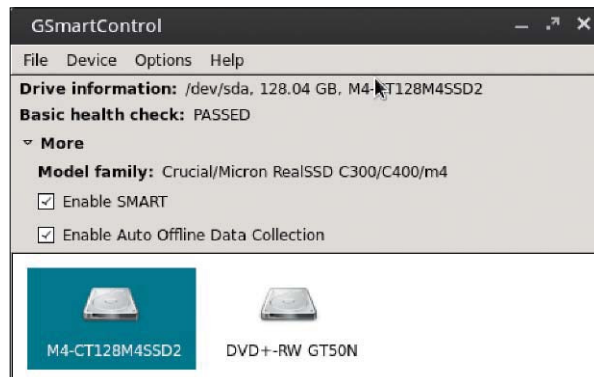 GSmartControl
File Device Options Help
Drive information: /dev/sda, 128.04 GB, M4-CT128M4SSD2
Basic health check: PASSED
More
Model family: Crucial/Micron RealSSD C300/C400/m4
Enable SMART
Enable Auto Offline Data Collection
M4-CT128M4SSD2 DVD+-RW GT50N